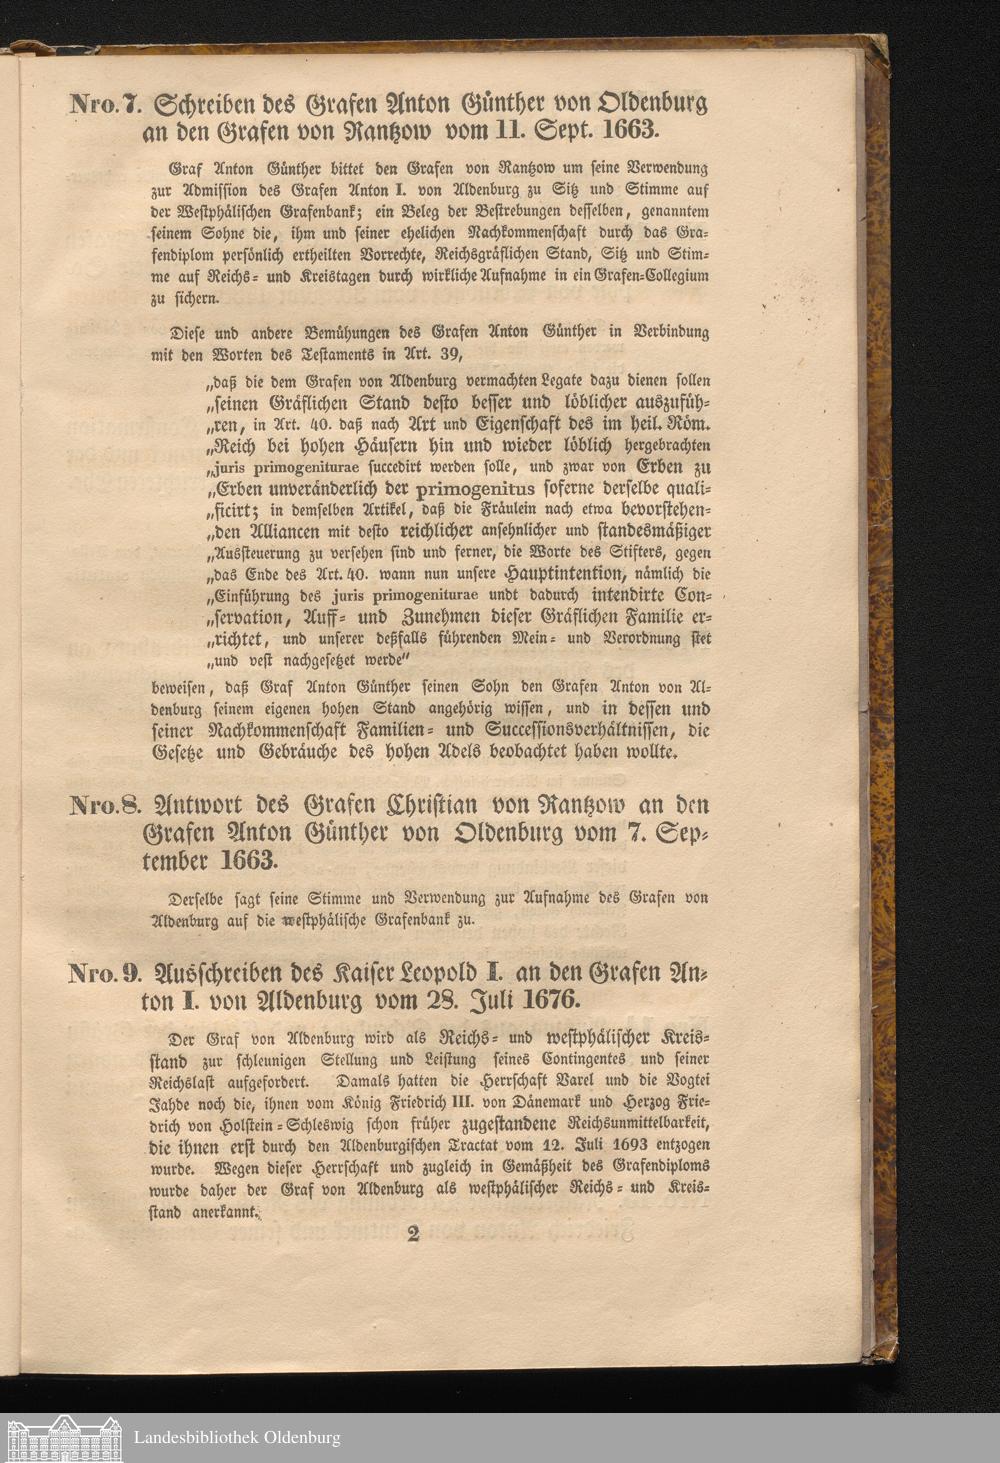 Nro. 7. Schreiben des Grafen Anton Günther von Oldenburg
an den Grafen von Rantzow vom 11. Sept. 1663.
Graf Anton Günther bittet den Grafen von Rantzow um seine Verwendung
zur Admission des Grafen Anton I. von Aldenburg zu Sitz und Stimme auf
der Westphälischen Grafenbank; ein Beleg der Bestrebungen desselben, genanntem
seinem Sohne die, ihm und seiner ehelichen Nachkommenschaft durch das Gra=
fendiplom persönlich ertheilten Vorrechte, Reichsgräflichen Stand, Sitz und Stim=
me auf Reichs= und Kreistagen durch wirkliche Aufnahme in ein Grafen=Collegium
zu sichern.
Diese und andere Bemühungen des Grafen Anton Günther in Verbindung
mit den Worten des Testaments in Art. 39,
„daß die dem Grafen von Aldenburg vermachten Legate dazu dienen sollen
„seinen Gräflichen Stand desto besser und löblicher auszufüh=
„ren, in Art. 40. daß nach Art und Eigenschaft des im heil. Röm.
„Reich bei hohen Häusern hin und wieder löblich hergebrachten
„juris primogeniturae succedirt werden solle, und zwar von Erben zu
„Erben unveränderlich der primogenitus soferne derselbe quali=
„ficirt; in demselben Artikel, daß die Fräulein nach etwa bevorstehen=
„den Alliancen mit desto reichlicher ansehnlicher und standesmäßiger
„Aussteuerung zu versehen sind und ferner, die Worte des Stifters, gegen
„das Ende des Art. 40. wann nun unsere Hauptintention, nämlich die
„Einführung des juris primogeniturae undt dadurch intendirte Con=
„servation, Auff= und Zunehmen dieser Gräflichen Familie er=
„richtet, und unserer deßfalls führenden Mein= und Verordnung stet
„und vest nachgesetzet werde“
beweisen, daß Graf Anton Günther seinen Sohn den Grafen Anton von Al=
denburg seinem eigenen hohen Stand angehörig wissen, und in dessen und
seiner Nachkommenschaft Familien= und Successionsverhältnissen, die
Gesetze und Gebräuche des hohen Adels beobachtet haben wollte.
Nro. 8. Antwort des Grafen Christian von Rantzow an den
Grafen Anton Günther von Oldenburg vom 7. Sep=
tember 1663.
Derselbe sagt seine Stimme und Verwendung zur Aufnahme des Grafen von
Aldenburg auf die westphälische Grafenbank zu.
Nro. 9. Ausschreiben des Kaiser Leopold I. an den Grafen An=
ton I. von Aldenburg vom 28. Juli 1676.
Der Graf von Aldenburg wird als Reichs= und westphälischer Kreis=
stand zur schleunigen Stellung und Leistung seines Contingentes und seiner
Reichslast aufgefordert. Damals hatten die Herrschaft Varel und die Vogtei
Jahde noch die, ihnen vom König Friedrich III. von Dänemark und Herzog Frie=
drich von Holstein=Schleswig schon früher zugestandene Reichsunmittelbarkeit,
die ihnen erst durch den Aldenburgischen Tractat vom 12. Juli 1693 entzogen
wurde. Wegen dieser Herrschaft und zugleich in Gemäßheit des Grafendiploms
wurde daher der Graf von Aldenburg als westphälischer Reichs= und Kreis=
stand anerkannt.
2
Landesbibliothek Oldenburg